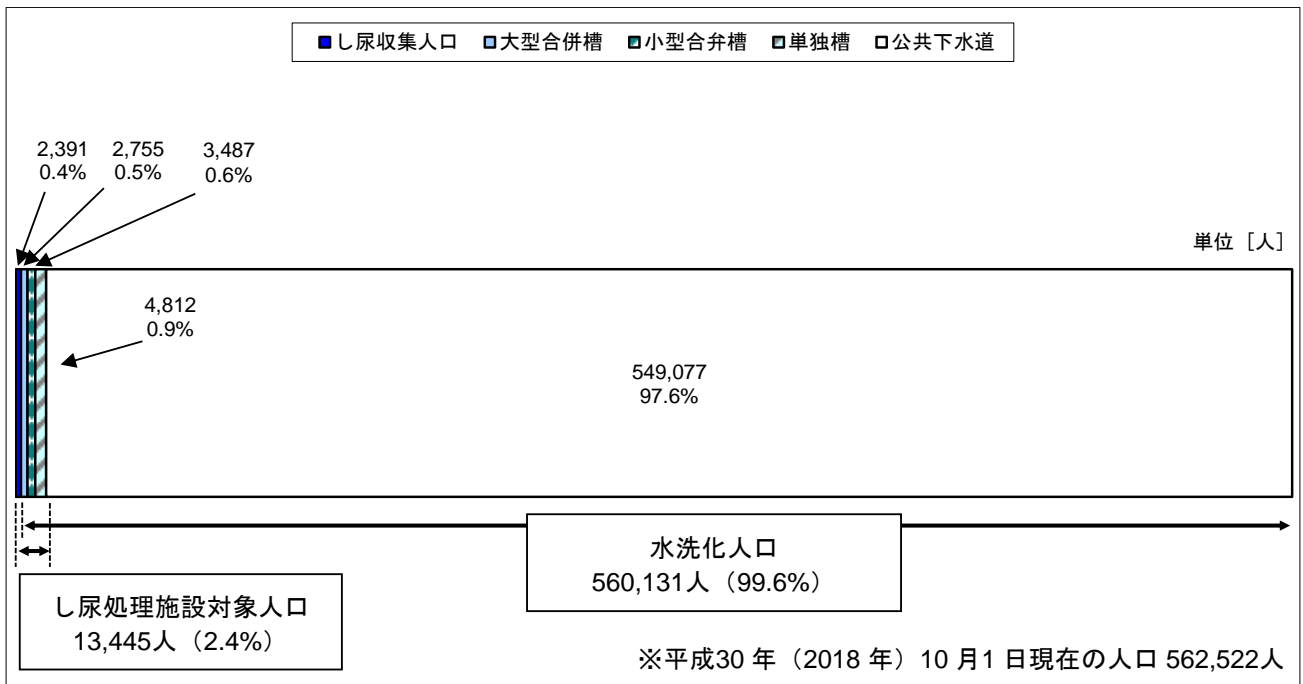 し尿収集人口 大型合併槽 小型合弁槽 単独槽 公共下水道
2,391 2,755 3,487
0.4% 0.5% 0.6%
単位［人］
4,812
0.9%
549,077
97.6%
水洗化人口
560,131人（99.6%）
し尿処理施設対象人口
13,445人（2.4%）
※平成30 年（2018 年）10 月1 日現在の人口 562,522人